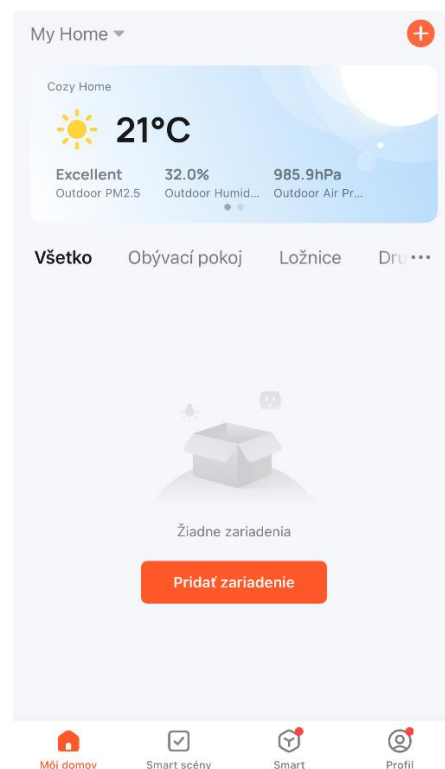 My Home
Cozy Home
21°C
Excellent 32.0% 985.9hPa
Outdoor PM2.5 Outdoor Humid... Outdoor Air Pr...
Všetko Obývací pokoj Ložnice Dru
Žiadne zariadenia
Pridať zariadenie
Môj domov Smart scény Smart Profil